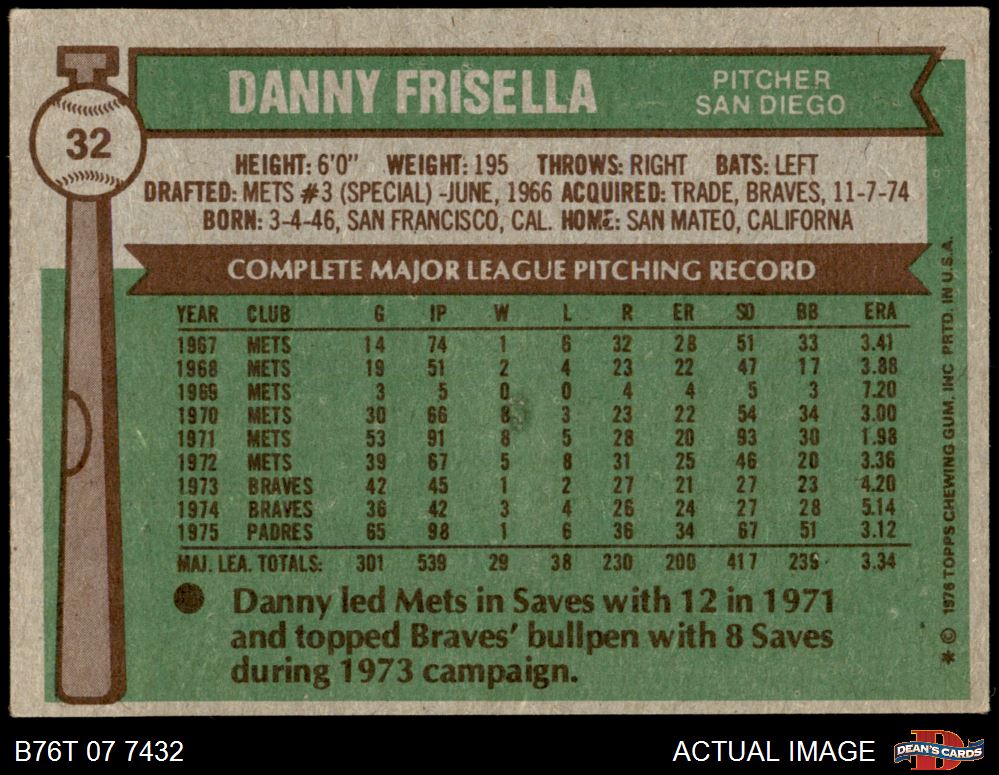 DANNY FRISELLA
PITCHER
SAN DIEGO
32
HEIGHT: 6'0" WEIGHT: 195 THROWS: RIGHT BATS: LEFT
DRAFTED: METS #3 (SPECIAL) -JUNE, 1966 ACQUIRED: TRADE, BRAVES, 11-7-74
BORN: 3-4-46, SAN FRANCISCO, CAL. HOME: SAN MATEO, CALIFORNA
COMPLETE MAJOR LEAGUE PITCHING RECORD
YEAR CLUB G IP W L R ER SO BB ERA
1967 METS 14 74 1 6 32 28 51 33 3.41
1968 METS 19 51 2 4 23 22 47 17 3.88
1969 METS 3 5 0 0 4 4 5 3 7.20
1970 METS 30 66 8 3 23 22 54 34 3.00
1971 METS 53 91 8 5 28 20 93 30 1.98
1972 METS 39 67 5 8 31 25 46 20 3.36
1973 BRAVES 42 45 1 2 27 21 27 23 4.20
1974 BRAVES 36 42 3 4 26 24 27 28 5.14
1975 PADRES 65 98 1 6 36 34 67 51 3.12
MAJ. LEA. TOTALS: 301 539 29 38 230 200 417 239 3.34
Danny led Mets in Saves with 12 in 1971
and topped Braves' bullpen with 8 Saves
during 1973 campaign.
* © 1976 TOPPS CHEWING GUM, INC PRTD. IN U.S.A.
B76T 07 7432
ACTUAL IMAGE
DEAN'S CARDS